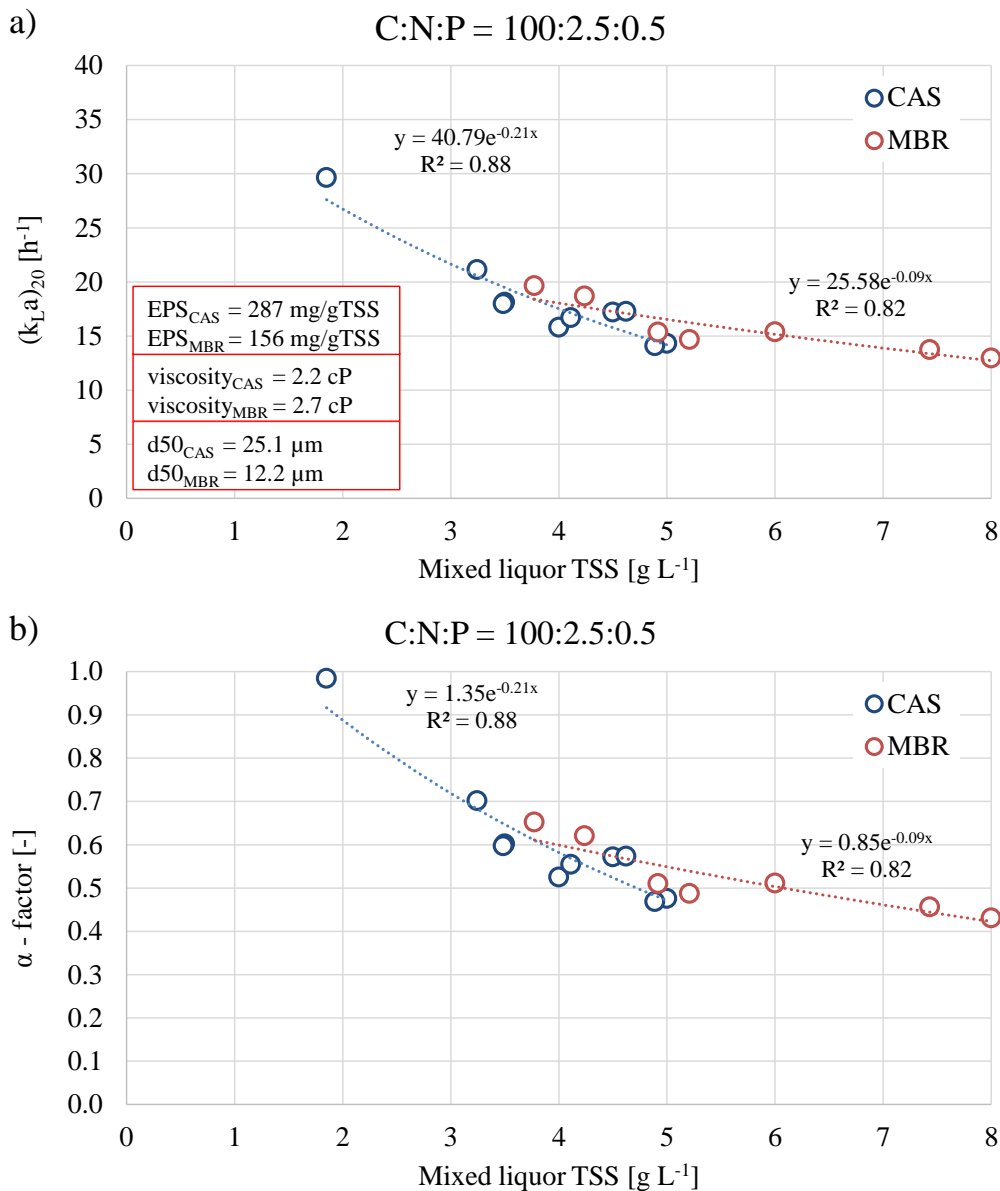 a)
C:N:P = 100:2.5:0.5
40
35
30
25
20
15
10
5
0
(kLa)20 [h-1]
CAS
MBR
y = 40.79e-0.21x
R² = 0.88
y = 25.58e-0.09x
R² = 0.82
EPSCAS = 287 mg/gTSS
EPSMBR = 156 mg/gTSS
viscosityCAS = 2.2 cP
viscosityMBR = 2.7 cP
d50CAS = 25.1 µm
d50MBR = 12.2 µm
0 1 2 3 4 5 6 7 8
Mixed liquor TSS [g L-1]
b)
C:N:P = 100:2.5:0.5
1.0
0.9
0.8
0.7
0.6
0.5
0.4
0.3
0.2
0.1
0.0
α - factor [-]
CAS
MBR
y = 1.35e-0.21x
R² = 0.88
y = 0.85e-0.09x
R² = 0.82
0 1 2 3 4 5 6 7 8
Mixed liquor TSS [g L-1]